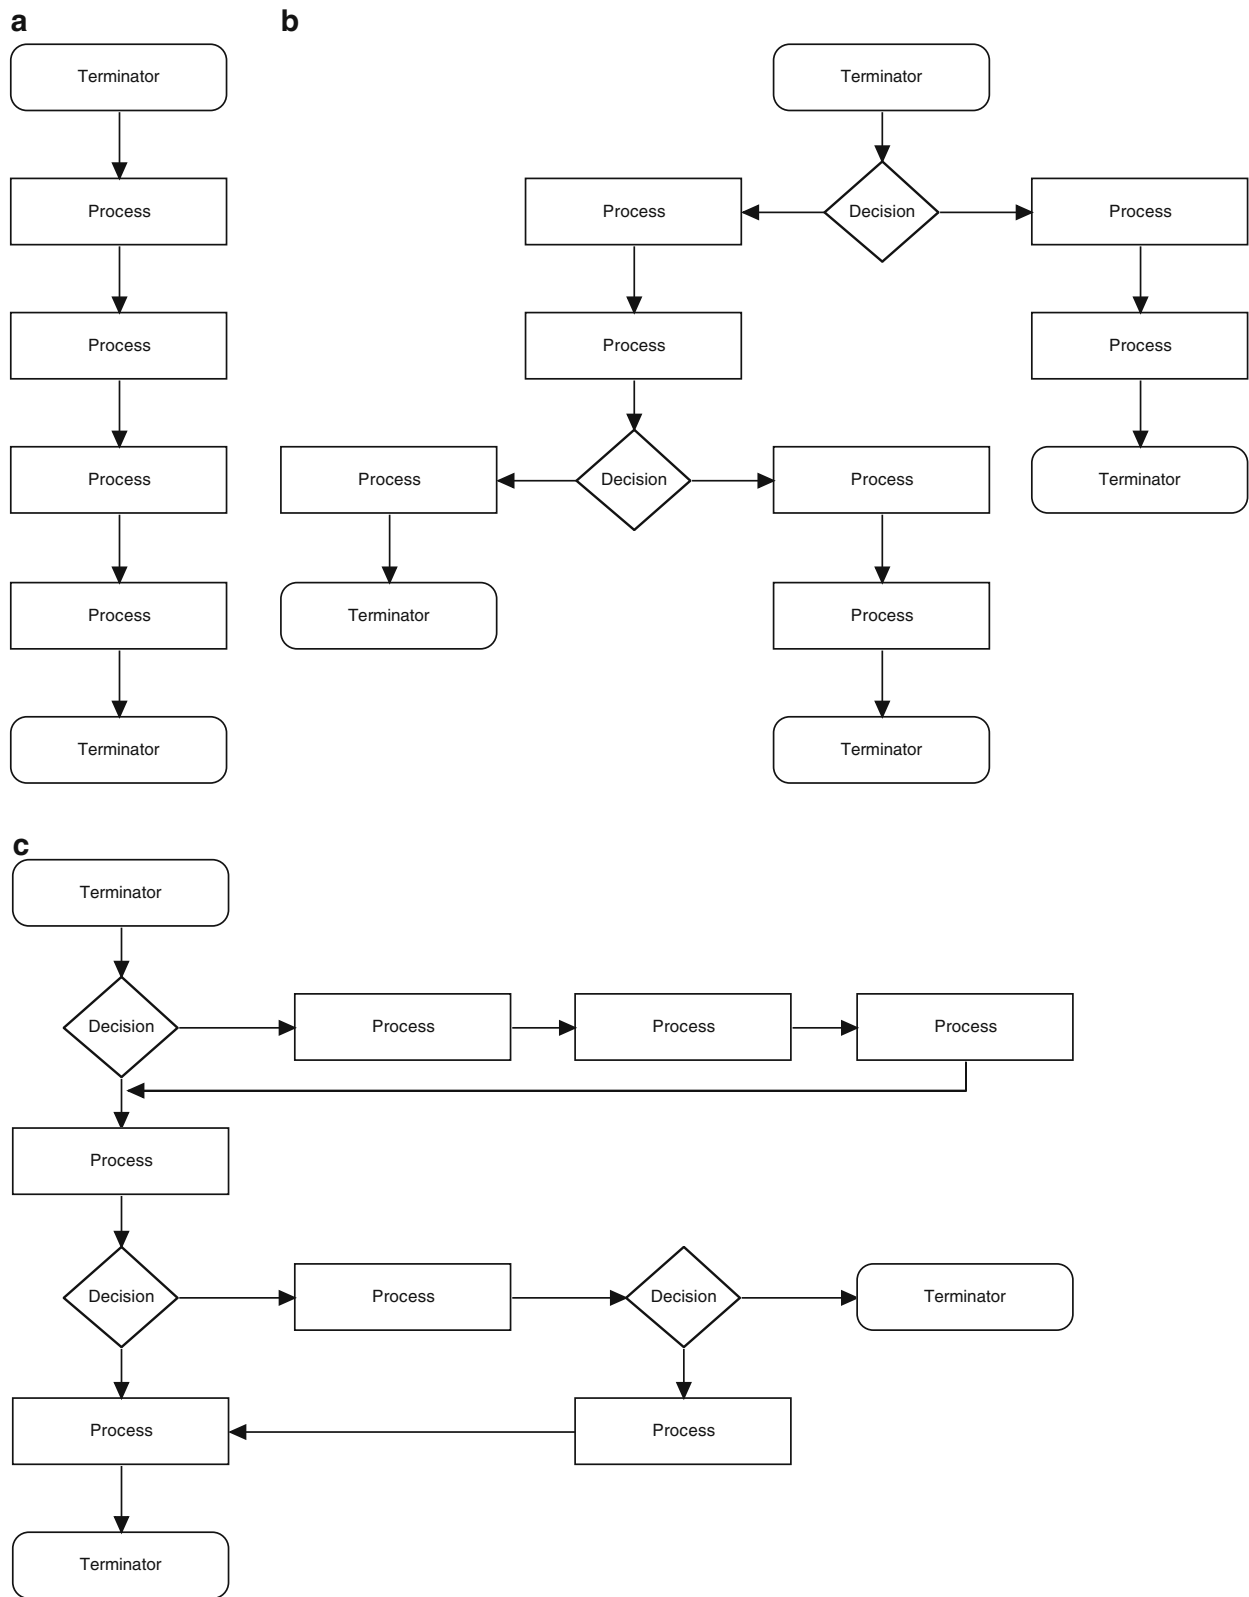 a
Terminator
Process
Process
Process
Process
Terminator
b
Terminator
Process
Decision
Process
Process
Process
Process
Decision
Process
Terminator
Terminator
Process
Terminator
c
Terminator
Decision
Process
Process
Process
Process
Decision
Process
Decision
Terminator
Process
Process
Terminator